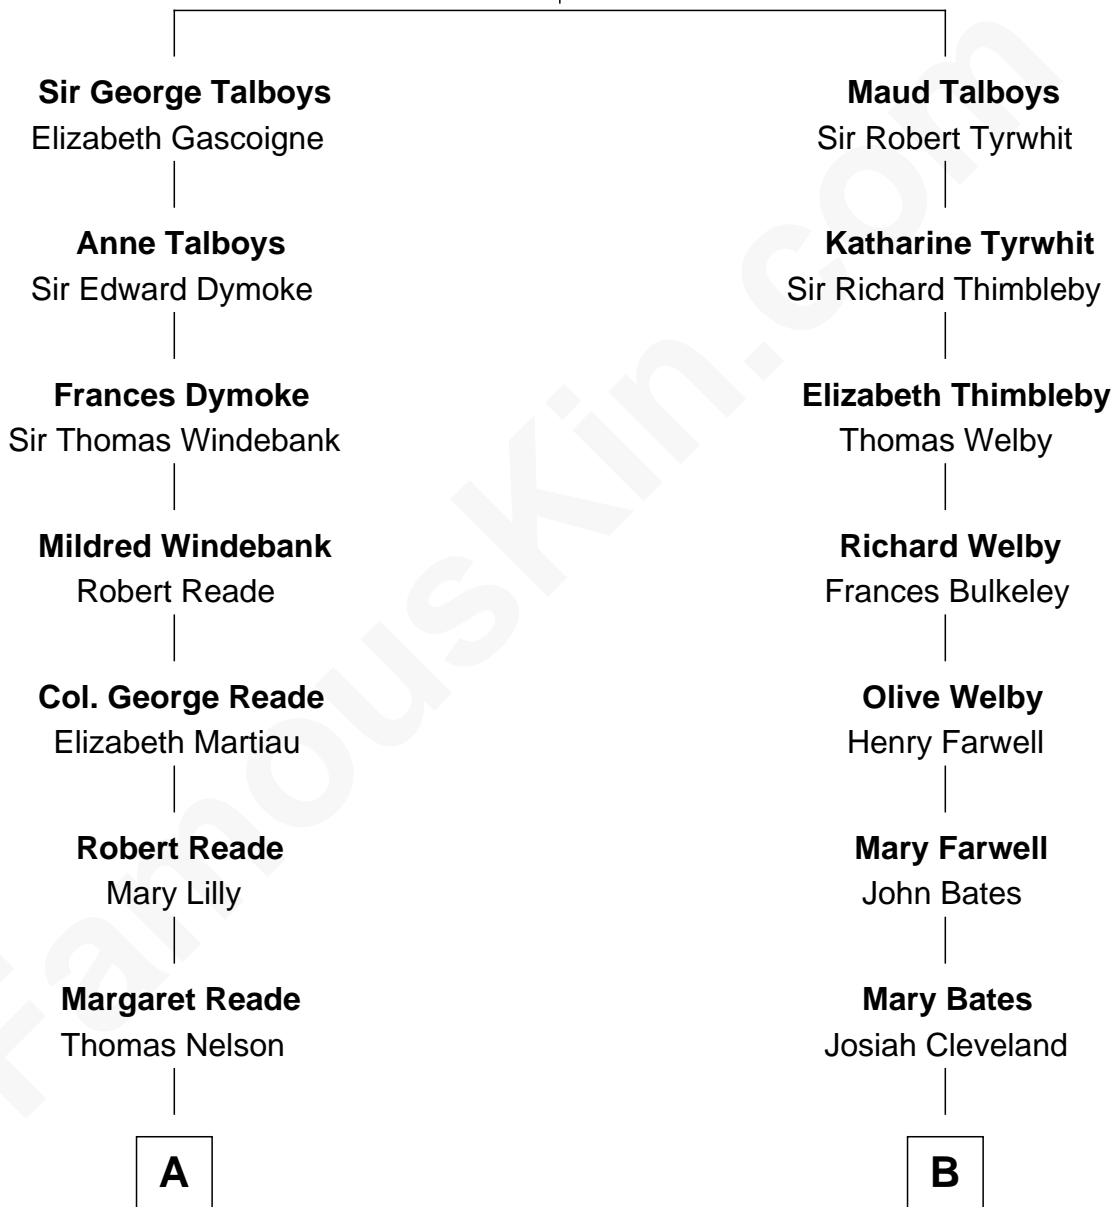 Sir George Talboys
Elizabeth Gascoigne
Anne Talboys
Sir Edward Dymoke
Frances Dymoke
Sir Thomas Windebank
Mildred Windebank
Robert Reade
Col. George Reade
Elizabeth Martiau
Robert Reade
Mary Lilly
Margaret Reade
Thomas Nelson
A
Maud Talboys
Sir Robert Tyrwhit
Katharine Tyrwhit
Sir Richard Thimbleby
Elizabeth Thimbleby
Thomas Welby
Richard Welby
Frances Bulkeley
Olive Welby
Henry Farwell
Mary Farwell
John Bates
Mary Bates
Josiah Cleveland
B
FamousKin.com